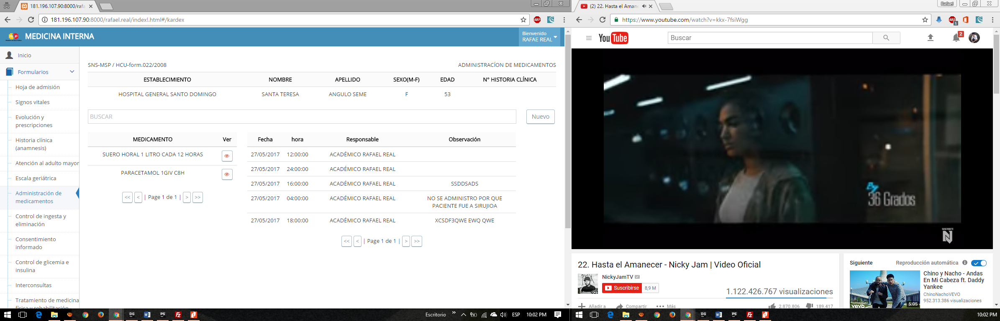 181.196.107.90:8000/rafa
181.196.107.90:8000/rafael.real/index!.html#/kardex
ABP
MEDICINA INTERNA
Bienvenido
RAFAE REAL
Inicio
Formularios
Hoja de admisión
Signos vitales
Evolución y
prescripciones
Historia clínica
(anamnesis)
Atención al adulto mayor
Escala geriátrica
Administración de
medicamentos
Control de ingesta y
eliminación
Consentimiento
informado
Control de glicemia e
insulina
Interconsultas
Tratamiento de medicina
física y rehabilitación
SNS-MSP / HCU-form.022/2008
ADMINISTRACÍON DE MEDICAMENTOS
ESTABLECIMIENTO NOMBRE APELLIDO SEXO(M-F) EDAD N° HISTORIA CLÍNICA
HOSPITAL GENERAL SANTO DOMINGO SANTA TERESA ANGULO SEME F 53
BUSCAR
Nuevo
MEDICAMENTO Ver
SUERO HORAL 1 LITRO CADA 12 HORAS
PARACETAMOL 1GIV C8H
<< < | Page 1 de 1 | > >>
Fecha hora Responsable Observación
27/05/2017 12:00:00 ACADÉMICO RAFAEL REAL
27/05/2017 24:00:00 ACADÉMICO RAFAEL REAL
27/05/2017 16:00:00 ACADÉMICO RAFAEL REAL SSDDSADS
27/05/2017 04:00:00 ACADÉMICO RAFAEL REAL NO SE ADMINISTRO POR QUE
PACIENTE FUE A SIRUJIOA
27/05/2017 18:00:00 ACADÉMICO RAFAEL REAL XCSDF3QWE EWQ QWE
<< < | Page 1 de 1 | > >>
Escritorio
ESP
10:02 PM
(2) 22. Hasta el Aman
Rafael
https://www.youtube.com/watch?v=kkx-7fsiWgg
ABP
5
YouTube
Buscar
2
By
36 Grados
SUSCRIBETE
N
22. Hasta el Amanecer - Nicky Jam | Video Oficial
NickyJamTV
Suscribirse
8,9 M
1.122.426.767 visualizaciones
Añadir a
Compartir
Más
2.870.806
189.417
Siguiente
Reproducción automática
Chino y Nacho - Andas
En Mi Cabeza ft. Daddy
Yankee
ChinoNachoVEVO
952.313.386 visualizaciones
vevo
5:05
10:02 PM